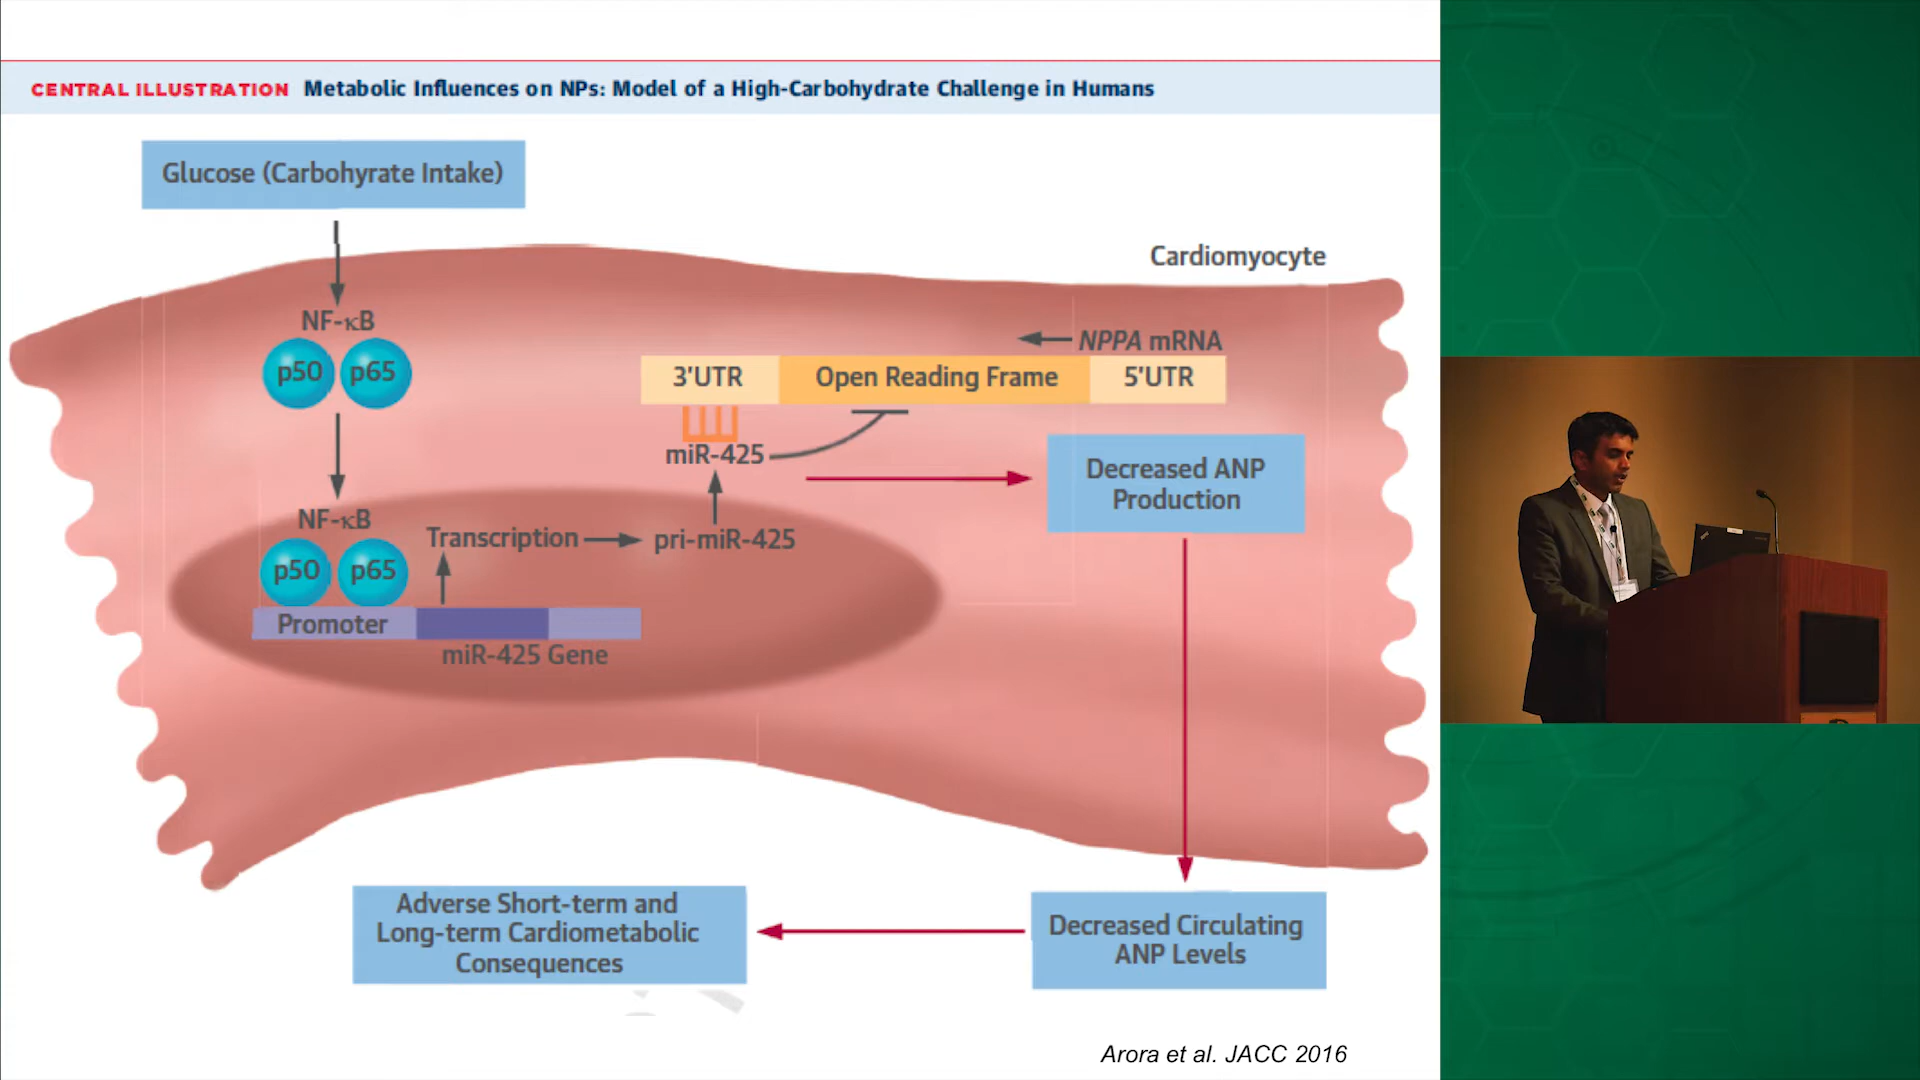 CENTRAL ILLUSTRATION Metabolic Influences on NPs: Model of a High-Carbohydrate Challenge in Humans
Glucose (Carbohyrate Intake)
Cardiomyocyte
NF-κB
p50 p65
NPPA mRNA
3'UTR Open Reading Frame 5'UTR
miR-425
Decreased ANP
Production
NF-κB
p50 p65
Transcription
pri-miR-425
Promoter
miR-425 Gene
Adverse Short-term and
Long-term Cardiometabolic
Consequences
Decreased Circulating
ANP Levels
Arora et al. JACC 2016